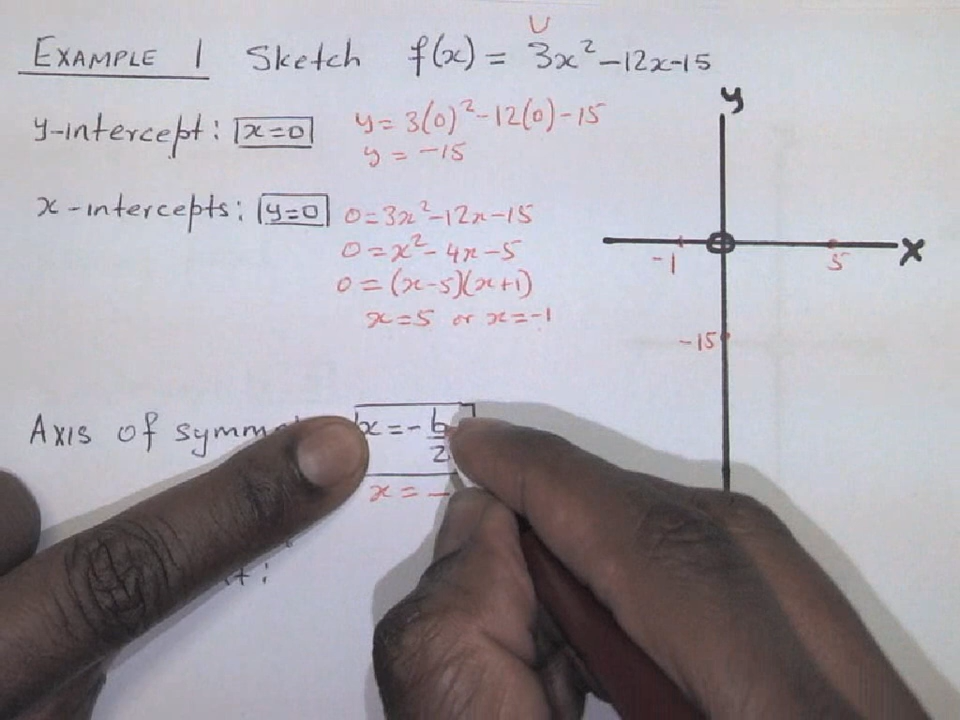 ∪
EXAMPLE 1 Sketch f(x) = 3x² - 12x - 15
y-intercept: x=0 y = 3(0)² - 12(0) - 15
y = -15
x-intercepts: y=0 0 = 3x² - 12x - 15
0 = x² - 4x - 5
0 = (x-5)(x+1)
x = 5 or x = -1
y
x
-1 5
-15
AXIS OF x = - b
2
x = -